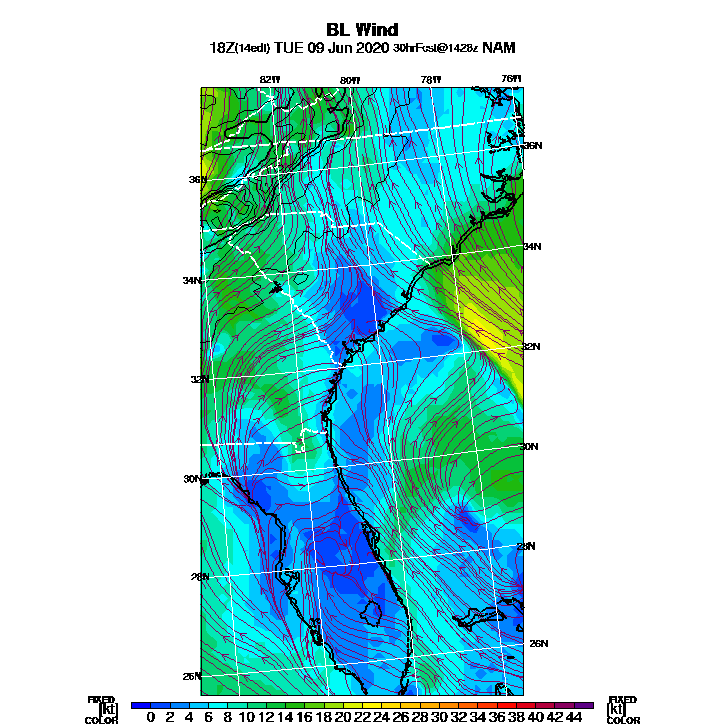 BL Wind
18Z(14edt) TUE 09 Jun 2020 30hrFcst@1428z NAM
82W 80W 78W 76W
36N
36N
34N
34N
32N
32N
30N
30N
28N
28N
26N
26N
FIXED FIXED
[kt] 0 2 4 6 8 10 12 14 16 18 20 22 24 26 28 30 32 34 36 38 40 42 44 [kt]
COLOR COLOR